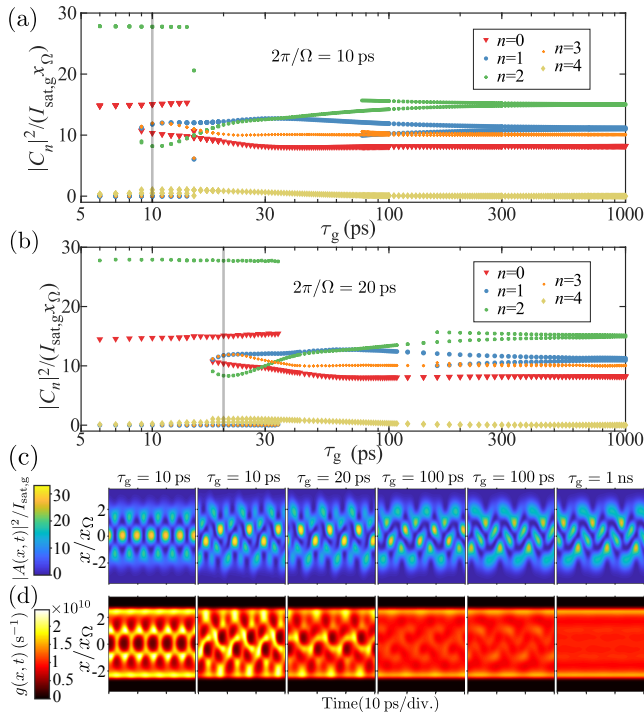 (a)
|C_n|²/(I_sat,g x_Ω)
30
20
10
0
2π/Ω = 10 ps
n=0
n=1
n=2
n=3
n=4
5
10
30
100
300
1000
τ_g (ps)
(b)
|C_n|²/(I_sat,g x_Ω)
30
20
10
0
2π/Ω = 20 ps
n=0
n=1
n=2
n=3
n=4
5
10
30
100
300
1000
τ_g (ps)
(c)
τ_g = 10 ps
τ_g = 10 ps
τ_g = 20 ps
τ_g = 100 ps
τ_g = 100 ps
τ_g = 1 ns
|A(x, t)|²/I_sat,g
30
20
10
0
x/x_Ω
2
0
-2
(d)
g(x, t) (s⁻¹)
×10¹⁰
2
1.5
1
0.5
0
x/x_Ω
2
0
-2
Time(10 ps/div.)